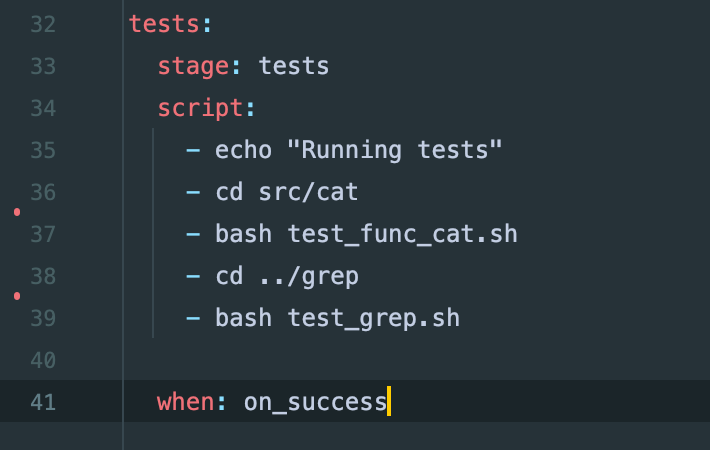 32 tests:
33 stage: tests
34 script:
35 - echo "Running tests"
36 - cd src/cat
37 - bash test_func_cat.sh
38 - cd ../grep
39 - bash test_grep.sh
40
41 when: on_success